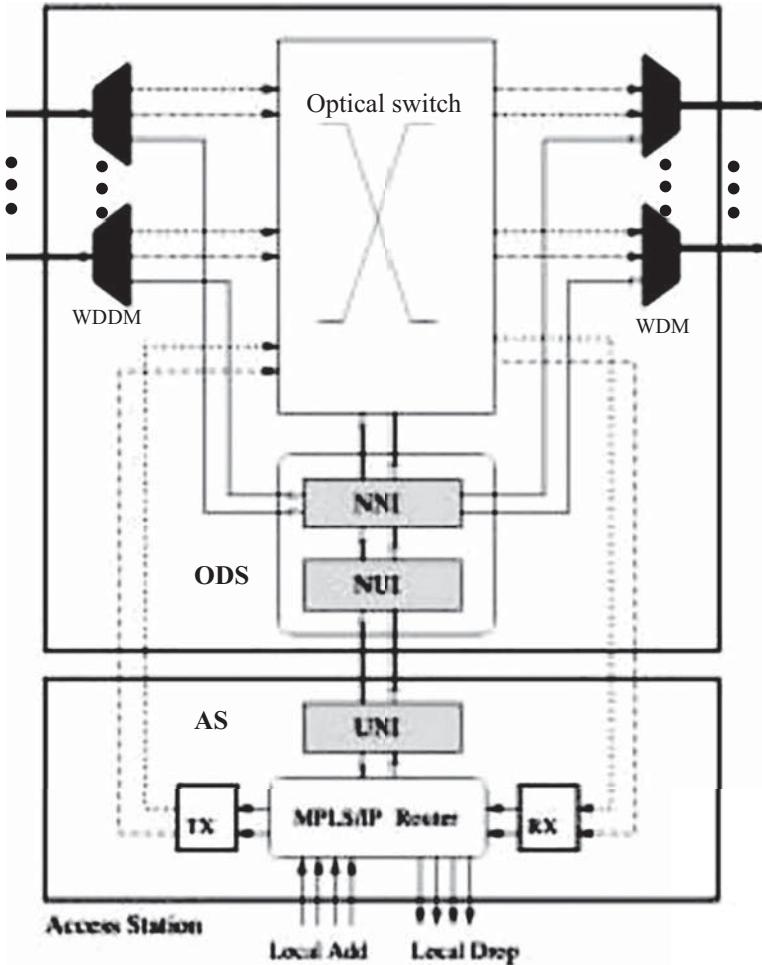 Optical switch
WDDM
WDM
NNI
ODS
NUI
AS
UNI
TX
MPLS/IP Router
RX
Access Station
Local Add
Local Drop